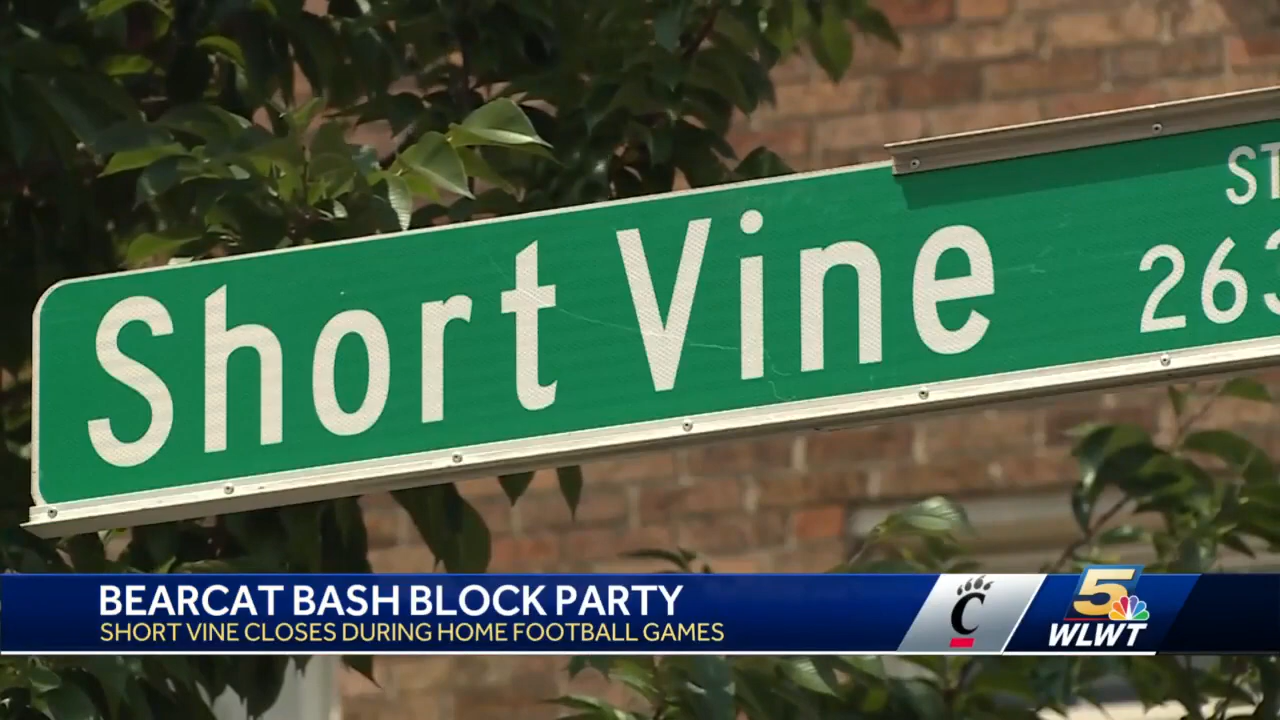 Short Vine ST
263
BEARCAT BASH BLOCK PARTY
SHORT VINE CLOSES DURING HOME FOOTBALL GAMES
C
5
WLWT